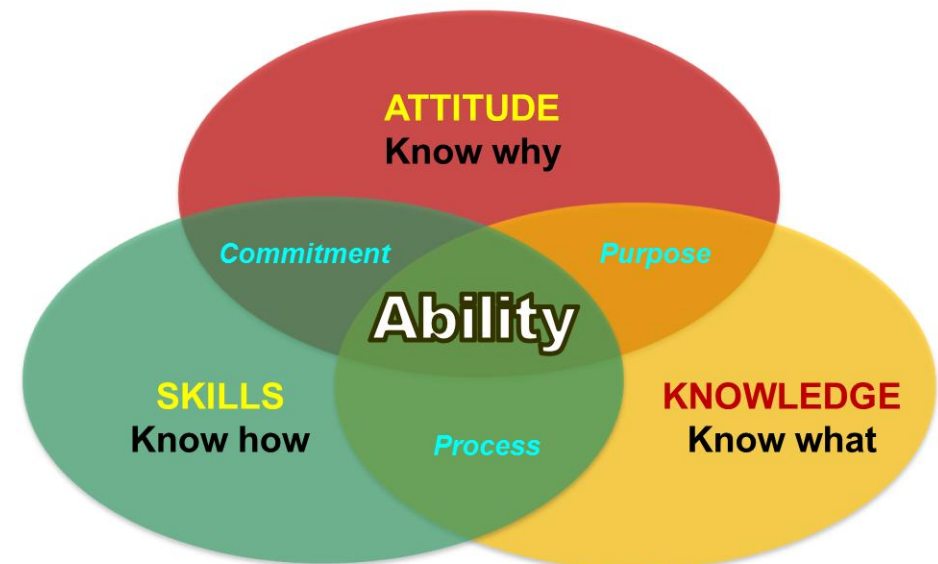 ATTITUDE
Know why
Commitment
Purpose
Ability
SKILLS
Know how
KNOWLEDGE
Know what
Process